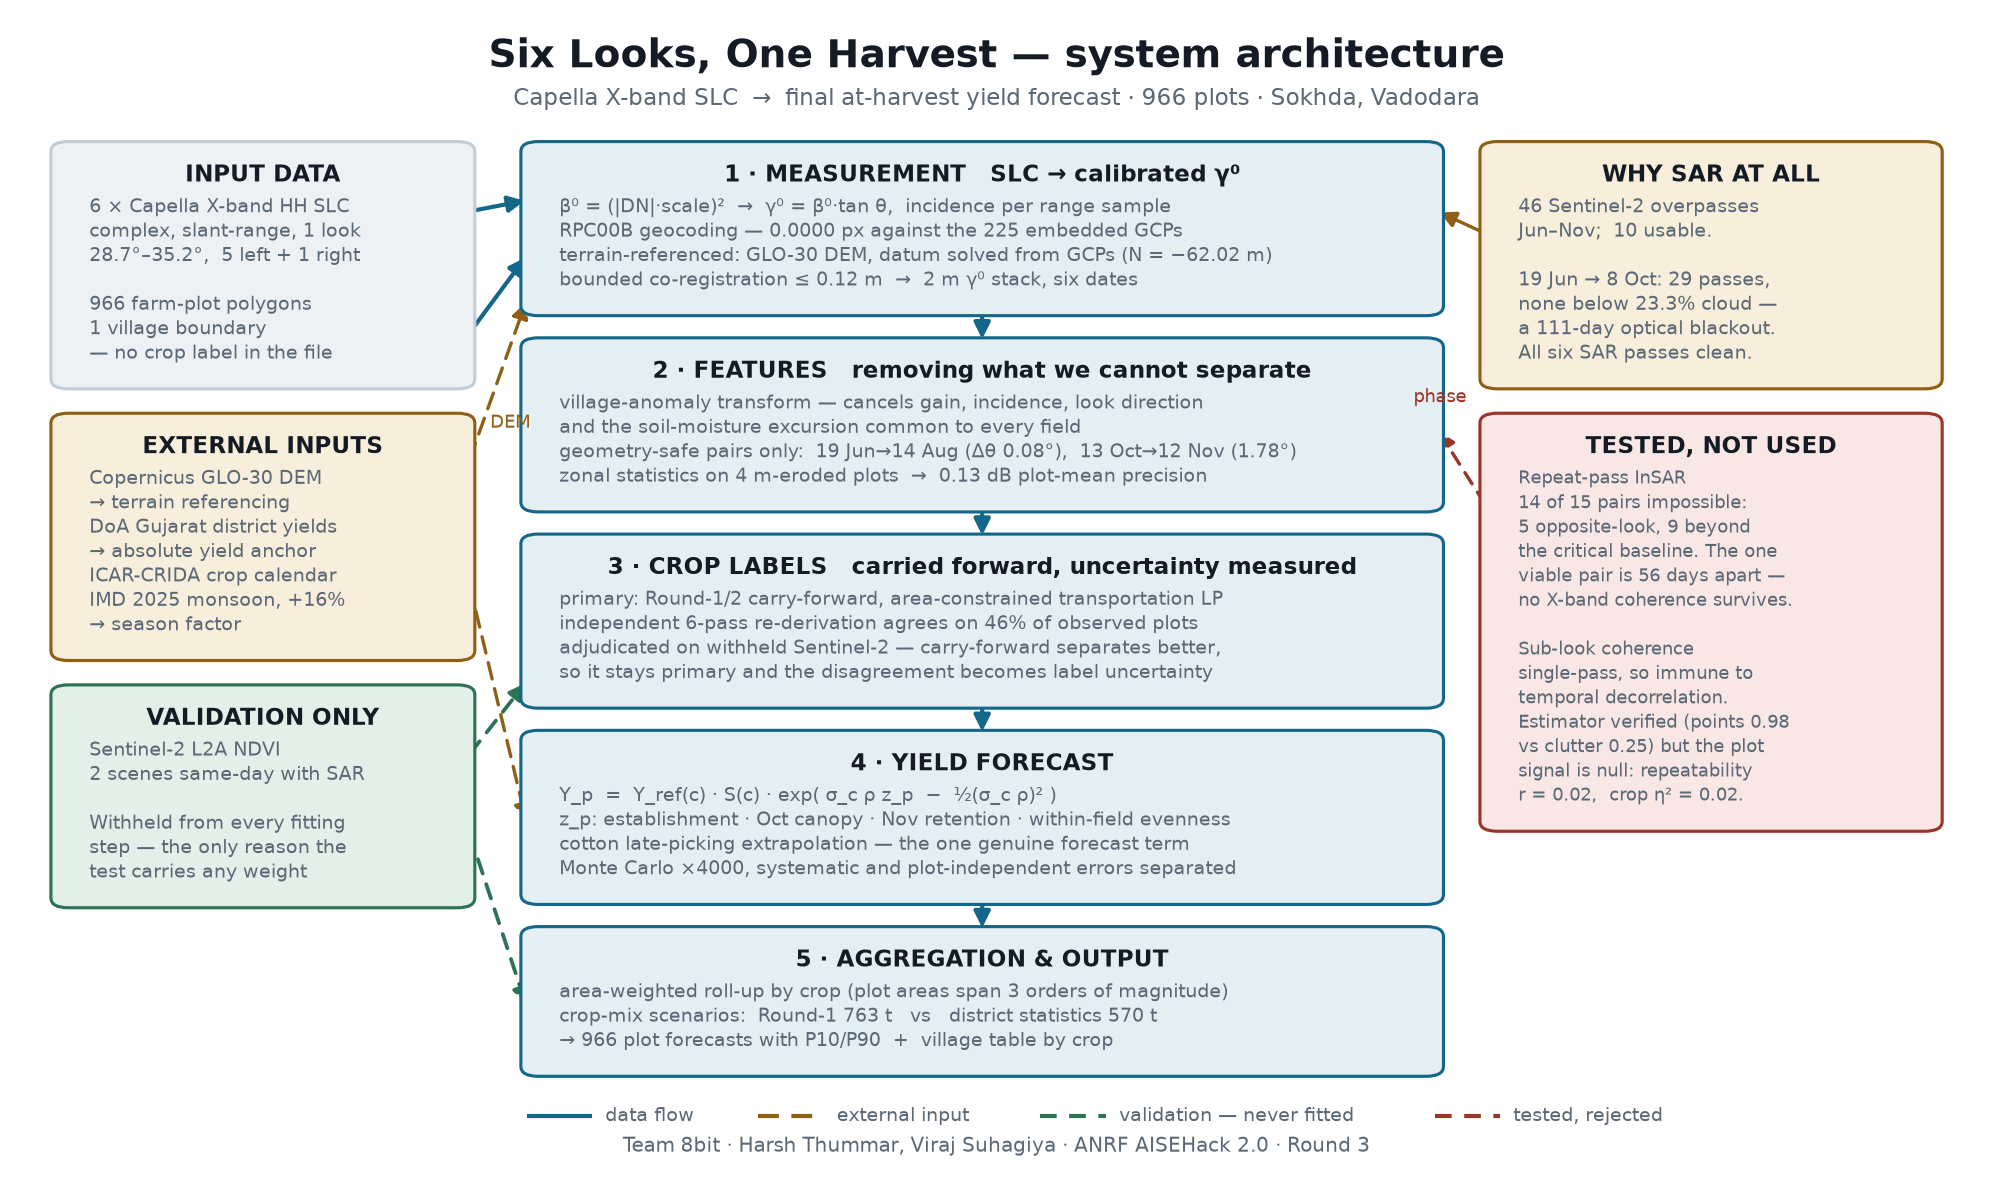 Six Looks, One Harvest — system architecture
Capella X-band SLC → final at-harvest yield forecast · 966 plots · Sokhda, Vadodara
INPUT DATA
6 × Capella X-band HH SLC
complex, slant-range, 1 look
28.7°–35.2°, 5 left + 1 right
966 farm-plot polygons
1 village boundary
— no crop label in the file
EXTERNAL INPUTS
Copernicus GLO-30 DEM
→ terrain referencing
DoA Gujarat district yields
→ absolute yield anchor
ICAR-CRIDA crop calendar
IMD 2025 monsoon, +16%
→ season factor
VALIDATION ONLY
Sentinel-2 L2A NDVI
2 scenes same-day with SAR
Withheld from every fitting
step — the only reason the
test carries any weight
DEM
1 · MEASUREMENT SLC → calibrated γ⁰
β⁰ = (|DN|·scale)² → γ⁰ = β⁰·tan θ, incidence per range sample
RPC00B geocoding — 0.0000 px against the 225 embedded GCPs
terrain-referenced: GLO-30 DEM, datum solved from GCPs (N = −62.02 m)
bounded co-registration ≤ 0.12 m → 2 m γ⁰ stack, six dates
2 · FEATURES removing what we cannot separate
village-anomaly transform — cancels gain, incidence, look direction
and the soil-moisture excursion common to every field
geometry-safe pairs only: 19 Jun→14 Aug (Δθ 0.08°), 13 Oct→12 Nov (1.78°)
zonal statistics on 4 m-eroded plots → 0.13 dB plot-mean precision
3 · CROP LABELS carried forward, uncertainty measured
primary: Round-1/2 carry-forward, area-constrained transportation LP
independent 6-pass re-derivation agrees on 46% of observed plots
adjudicated on withheld Sentinel-2 — carry-forward separates better,
so it stays primary and the disagreement becomes label uncertainty
4 · YIELD FORECAST
Y_p = Y_ref(c) · S(c) · exp( σ_c ρ z_p − ½(σ_c ρ)² )
z_p: establishment · Oct canopy · Nov retention · within-field evenness
cotton late-picking extrapolation — the one genuine forecast term
Monte Carlo ×4000, systematic and plot-independent errors separated
5 · AGGREGATION & OUTPUT
area-weighted roll-up by crop (plot areas span 3 orders of magnitude)
crop-mix scenarios: Round-1 763 t vs district statistics 570 t
→ 966 plot forecasts with P10/P90 + village table by crop
WHY SAR AT ALL
46 Sentinel-2 overpasses
Jun–Nov; 10 usable.
19 Jun → 8 Oct: 29 passes,
none below 23.3% cloud —
a 111-day optical blackout.
All six SAR passes clean.
phase
TESTED, NOT USED
Repeat-pass InSAR
14 of 15 pairs impossible:
5 opposite-look, 9 beyond
the critical baseline. The one
viable pair is 56 days apart —
no X-band coherence survives.
Sub-look coherence
single-pass, so immune to
temporal decorrelation.
Estimator verified (points 0.98
vs clutter 0.25) but the plot
signal is null: repeatability
r = 0.02, crop η² = 0.02.
data flow
external input
validation — never fitted
tested, rejected
Team 8bit · Harsh Thummar, Viraj Suhagiya · ANRF AISEHack 2.0 · Round 3